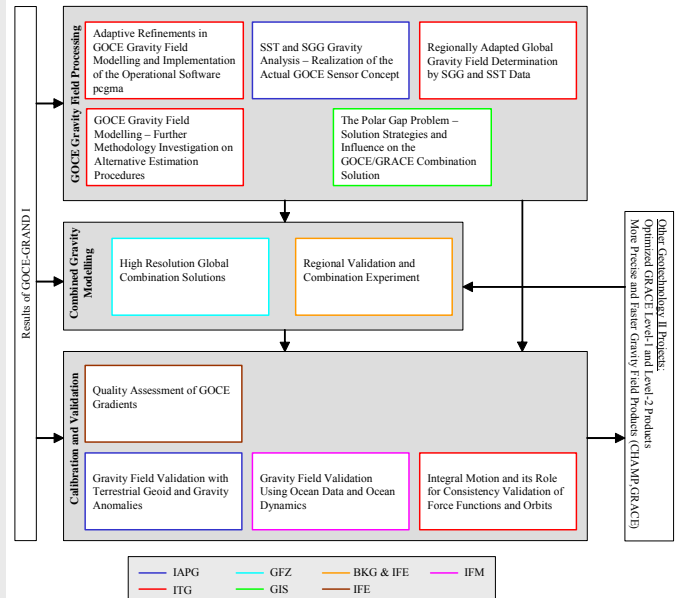 Results of GOCE-GRAND I
GOCE Gravity Field Processing
Adaptive Refinements in
GOCE Gravity Field
Modelling and Implementation
of the Operational Software
pcgma
SST and SGG Gravity
Analysis – Realization of the
Actual GOCE Sensor Concept
Regionally Adapted Global
Gravity Field Determination
by SGG and SST Data
GOCE Gravity Field
Modelling – Further
Methodology Investigation on
Alternative Estimation
Procedures
The Polar Gap Problem –
Solution Strategies and
Influence on the
GOCE/GRACE Combination
Solution
Combined Gravity
Modelling
High Resolution Global
Combination Solutions
Regional Validation and
Combination Experiment
Calibration and Validation
Quality Assessment of GOCE
Gradients
Gravity Field Validation with
Terrestrial Geoid and Gravity
Anomalies
Gravity Field Validation
Using Ocean Data and Ocean
Dynamics
Integral Motion and its Role
for Consistency Validation of
Force Functions and Orbits
Other Geotechnology II Projects:
Optimized GRACE Level-1 and Level-2 Products
More Precise and Faster Gravity Field Products (CHAMP,GRACE)
IAPG
GFZ
BKG & IFE
IFM
ITG
GIS
IFE